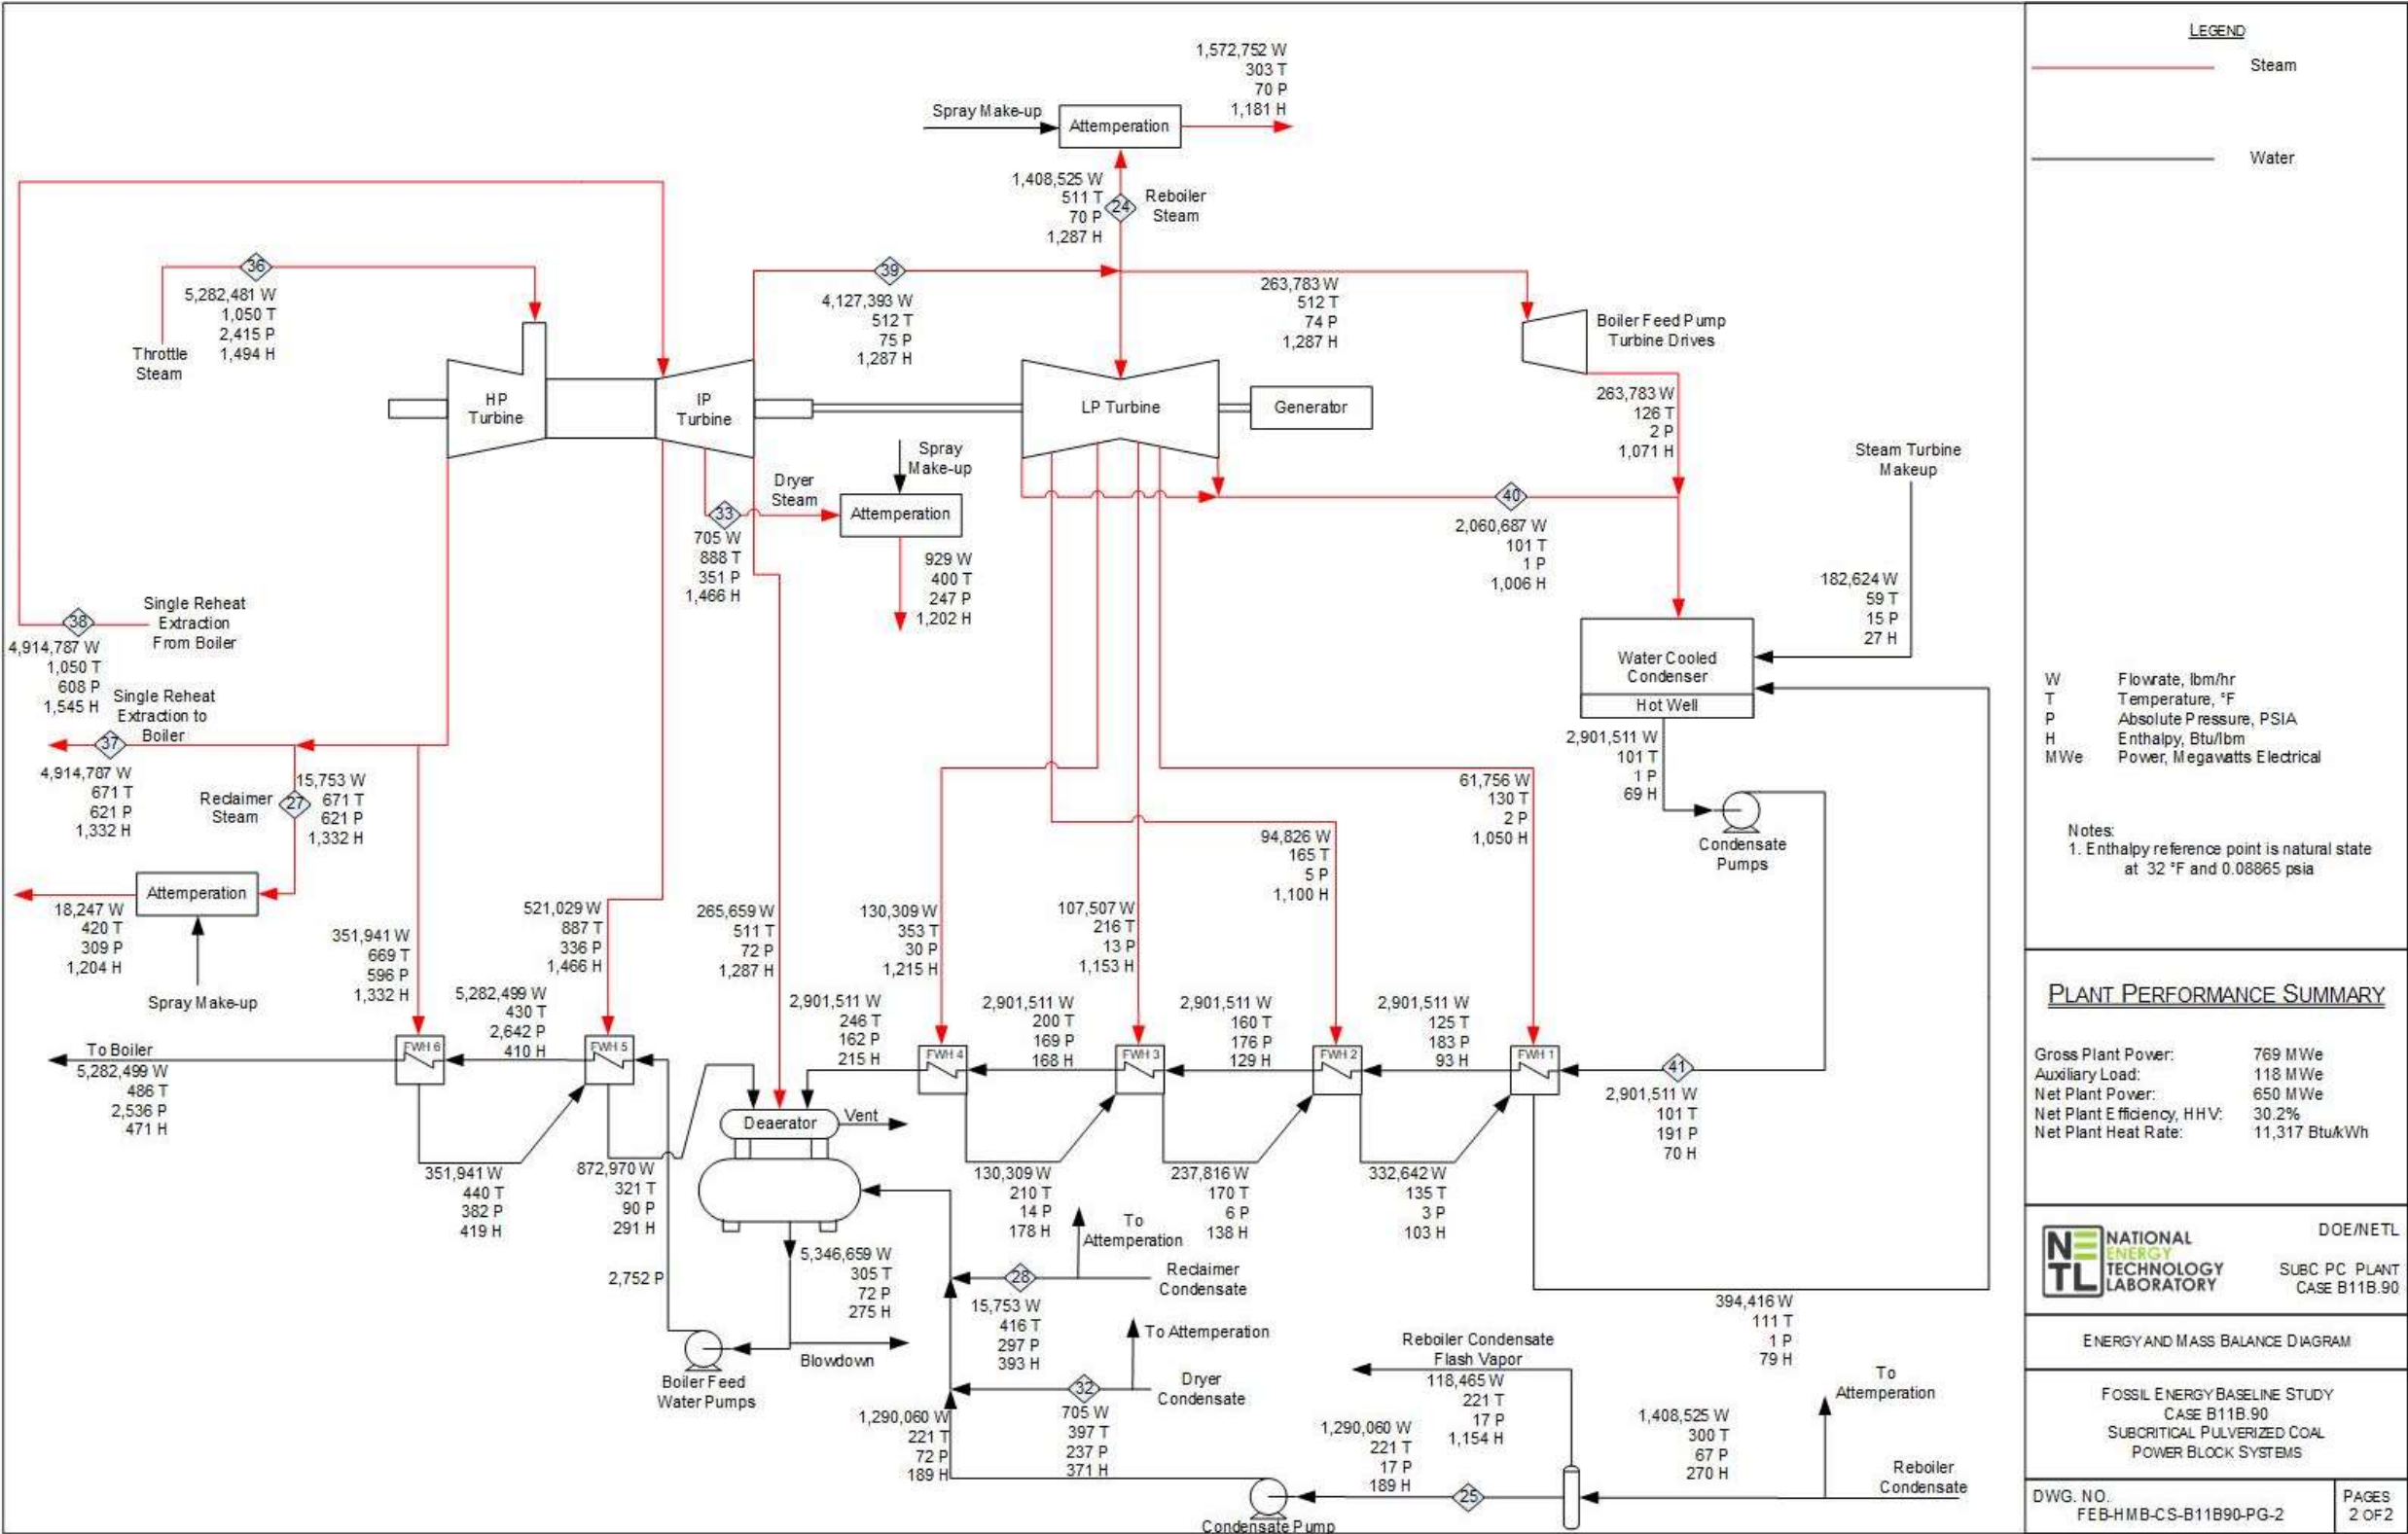 1,572,752 W
303 T
70 P
1,181 H
Spray Make-up
Attemperation
1,408,525 W
511 T
70 P
1,287 H
24
Reboiler
Steam
36
5,282,481 W
1,050 T
2,415 P
1,494 H
Throttle
Steam
39
4,127,393 W
512 T
75 P
1,287 H
263,783 W
512 T
74 P
1,287 H
Boiler Feed Pump
Turbine Drives
HP
Turbine
IP
Turbine
LP Turbine
Generator
263,783 W
126 T
2 P
1,071 H
Steam Turbine
Makeup
Spray
Make-up
Dryer
Steam
33
Attemperation
705 W
888 T
351 P
1,466 H
929 W
400 T
247 P
1,202 H
40
2,060,687 W
101 T
1 P
1,006 H
182,624 W
59 T
15 P
27 H
38
Single Reheat
Extraction
From Boiler
4,914,787 W
1,050 T
608 P
1,545 H
Single Reheat
Extraction to
Boiler
37
4,914,787 W
671 T
621 P
1,332 H
Reclaimer
Steam
27
15,753 W
671 T
621 P
1,332 H
Attemperation
18,247 W
420 T
309 P
1,204 H
Spray Make-up
Water Cooled
Condenser
Hot Well
2,901,511 W
101 T
1 P
69 H
Condensate
Pumps
351,941 W
669 T
596 P
1,332 H
521,029 W
887 T
336 P
1,466 H
265,659 W
511 T
72 P
1,287 H
130,309 W
353 T
30 P
1,215 H
107,507 W
216 T
13 P
1,153 H
94,826 W
165 T
5 P
1,100 H
61,756 W
130 T
2 P
1,050 H
To Boiler
5,282,499 W
486 T
2,536 P
471 H
FWH 6
5,282,499 W
430 T
2,642 P
410 H
FWH 5
2,901,511 W
246 T
162 P
215 H
FWH 4
2,901,511 W
200 T
169 P
168 H
FWH 3
2,901,511 W
160 T
176 P
129 H
FWH 2
2,901,511 W
125 T
183 P
93 H
FWH 1
41
2,901,511 W
101 T
191 P
70 H
Deaerator
Vent
351,941 W
440 T
382 P
419 H
872,970 W
321 T
90 P
291 H
130,309 W
210 T
14 P
178 H
237,816 W
170 T
6 P
138 H
332,642 W
135 T
3 P
103 H
2,752 P
5,346,659 W
305 T
72 P
275 H
Blowdown
Boiler Feed
Water Pumps
To
Attemperation
28
Reclaimer
Condensate
15,753 W
416 T
297 P
393 H
To Attemperation
32
Dryer
Condensate
705 W
397 T
237 P
371 H
1,290,060 W
221 T
72 P
189 H
Reboiler Condensate
Flash Vapor
118,465 W
221 T
17 P
1,154 H
394,416 W
111 T
1 P
79 H
To
Attemperation
1,290,060 W
221 T
17 P
189 H
25
1,408,525 W
300 T
67 P
270 H
Reboiler
Condensate
Condensate Pump
LEGEND
Steam
Water
W Flowrate, lbm/hr
T Temperature, °F
P Absolute Pressure, PSIA
H Enthalpy, Btu/lbm
MWe Power, Megawatts Electrical
Notes:
1. Enthalpy reference point is natural state
at 32 °F and 0.08865 psia
PLANT PERFORMANCE SUMMARY
Gross Plant Power: 769 MWe
Auxiliary Load: 118 MWe
Net Plant Power: 650 MWe
Net Plant Efficiency, HHV: 30.2%
Net Plant Heat Rate: 11,317 Btu/kWh
NETL
NATIONAL
ENERGY
TECHNOLOGY
LABORATORY
DOE/NETL
SUBC PC PLANT
CASE B11B.90
ENERGY AND MASS BALANCE DIAGRAM
FOSSIL ENERGY BASELINE STUDY
CASE B11B.90
SUBCRITICAL PULVERIZED COAL
POWER BLOCK SYSTEMS
DWG. NO.
FEB-HMB-CS-B11B90-PG-2
PAGES
2 OF 2